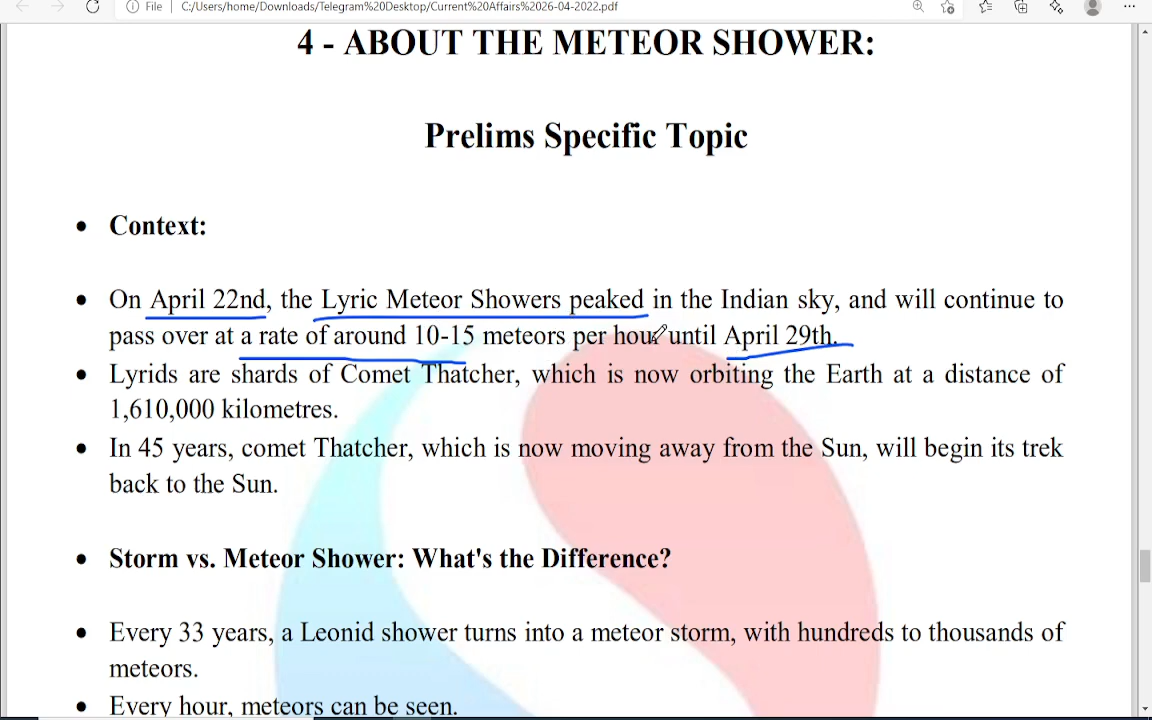 File
C:/Users/home/Downloads/Telegram%20Desktop/Current%20Affairs%2026-04-2022.pdf
4 - ABOUT THE METEOR SHOWER:
Prelims Specific Topic
• Context:
• On April 22nd, the Lyric Meteor Showers peaked in the Indian sky, and will continue to
pass over at a rate of around 10-15 meteors per hour until April 29th.
• Lyrids are shards of Comet Thatcher, which is now orbiting the Earth at a distance of
1,610,000 kilometres.
• In 45 years, comet Thatcher, which is now moving away from the Sun, will begin its trek
back to the Sun.
• Storm vs. Meteor Shower: What's the Difference?
• Every 33 years, a Leonid shower turns into a meteor storm, with hundreds to thousands of
meteors.
• Every hour, meteors can be seen.